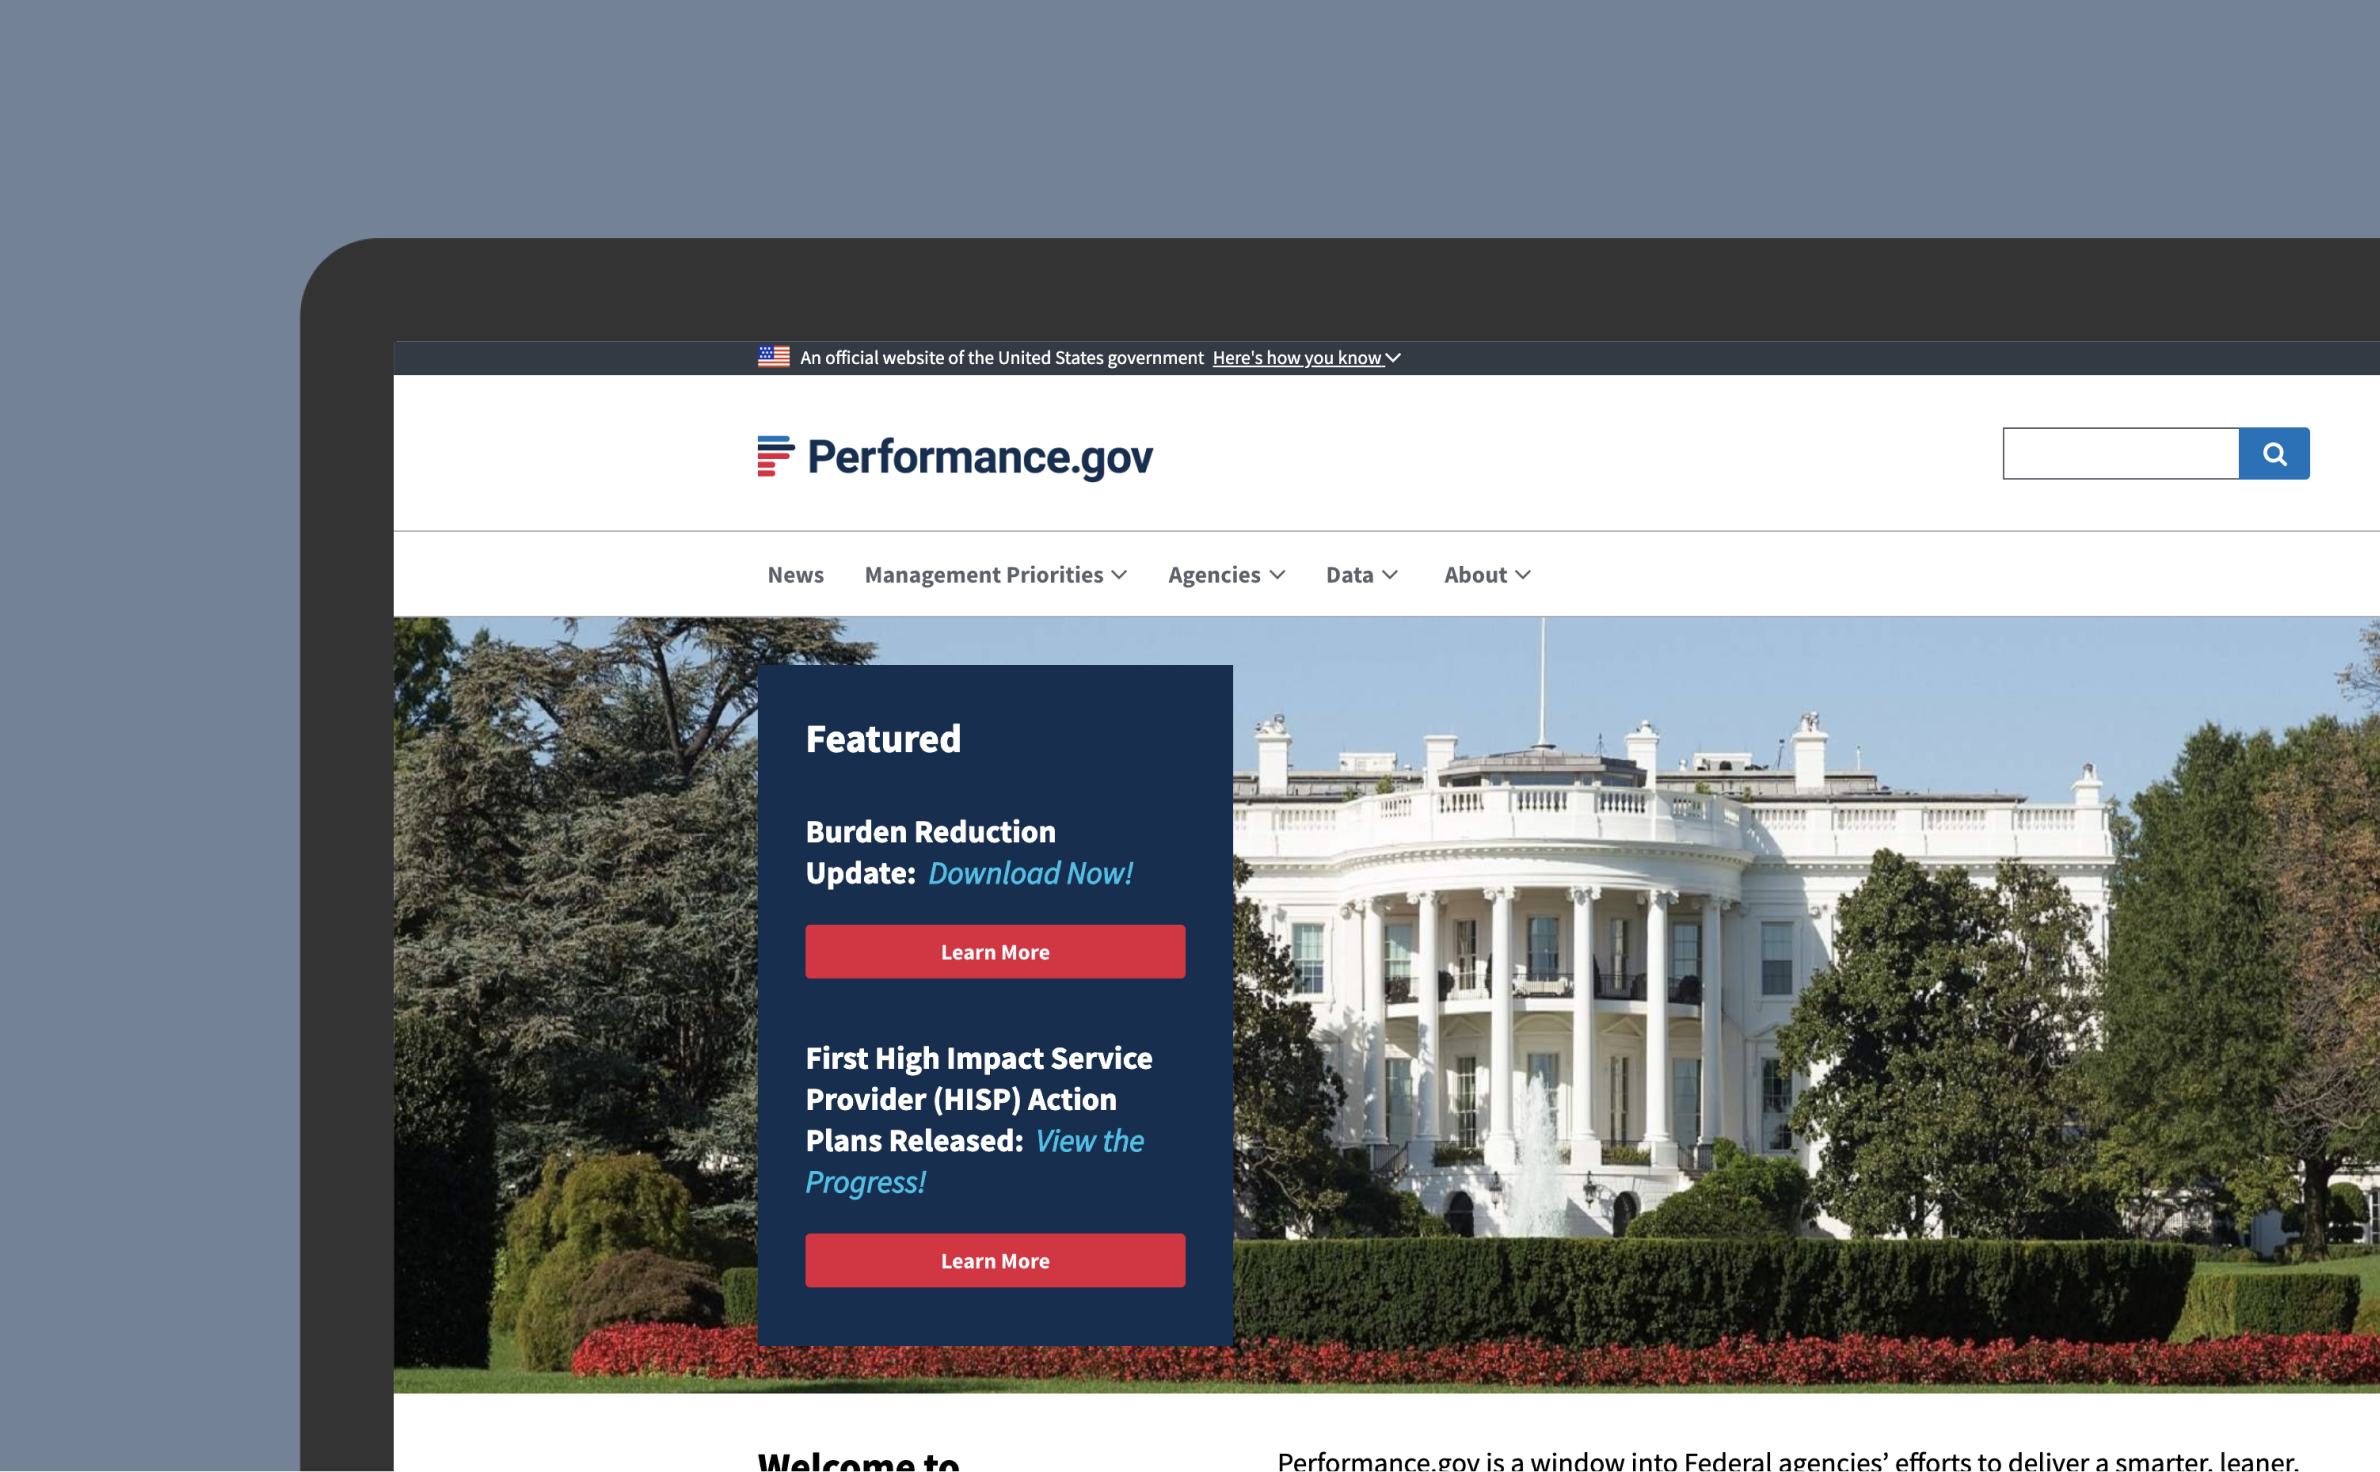 An official website of the United States government Here's how you know
Performance.gov
News Management Priorities Agencies Data About
Featured
Burden Reduction
Update: Download Now!
Learn More
First High Impact Service
Provider (HISP) Action
Plans Released: View the
Progress!
Learn More
Welcome to
Performance.gov is a window into Federal agencies’ efforts to deliver a smarter, leaner,